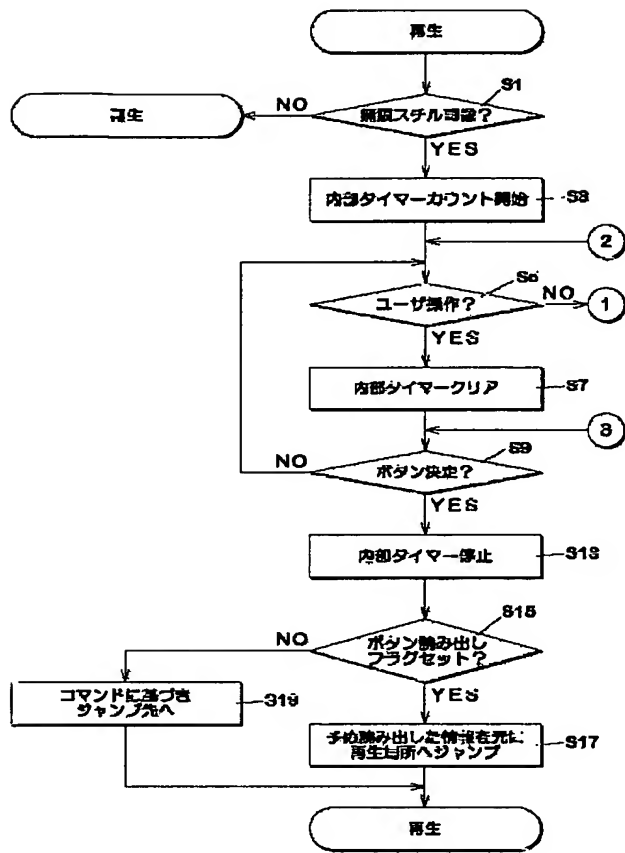 再生
S1
NO
再生
無限スチル司級?
YES
内部タイマーカウント開始
S3
2
S5
ユーザ操作?
NO
1
YES
内部タイマークリア
S7
3
S9
NO
ボタン決定?
YES
内部タイマー停止
S13
S15
NO
ボタン読み出し
フラグセット?
YES
コマンドに基づき
ジャンプ先へ
S19
予め読み出した情報を元に
再生場所へジャンプ
S17
再生